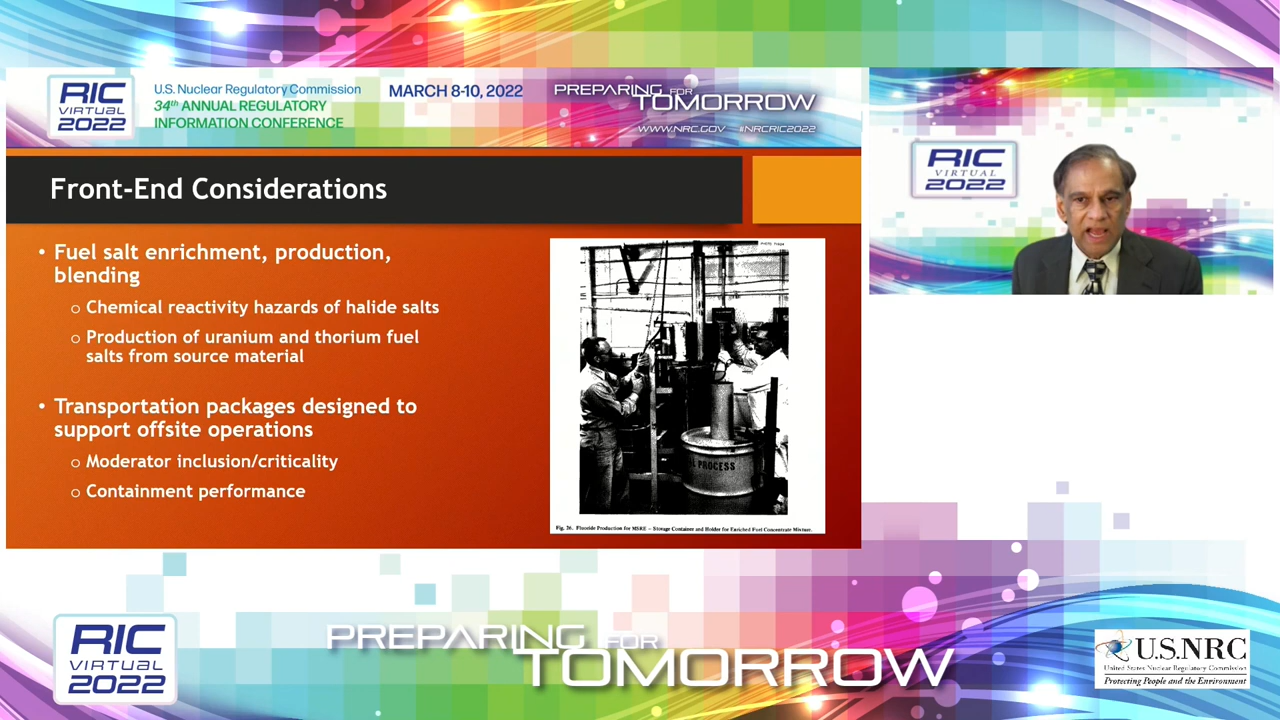 RIC
VIRTUAL
2022
U.S. Nuclear Regulatory Commission
34th ANNUAL REGULATORY
INFORMATION CONFERENCE
MARCH 8-10, 2022
PREPARING FOR
TOMORROW
WWW.NRC.GOV #NRCRIC2022
Front-End Considerations
• Fuel salt enrichment, production,
blending
o Chemical reactivity hazards of halide salts
o Production of uranium and thorium fuel
salts from source material
• Transportation packages designed to
support offsite operations
o Moderator inclusion/criticality
o Containment performance
PROCESS
Fig. 26. Fluoride Production for MSRE – Storage Container and Holder for Enriched Fuel Concentrate Mixture.
RIC
VIRTUAL
2022
RIC
VIRTUAL
2022
PREPARING FOR
TOMORROW
U.S.NRC
United States Nuclear Regulatory Commission
Protecting People and the Environment